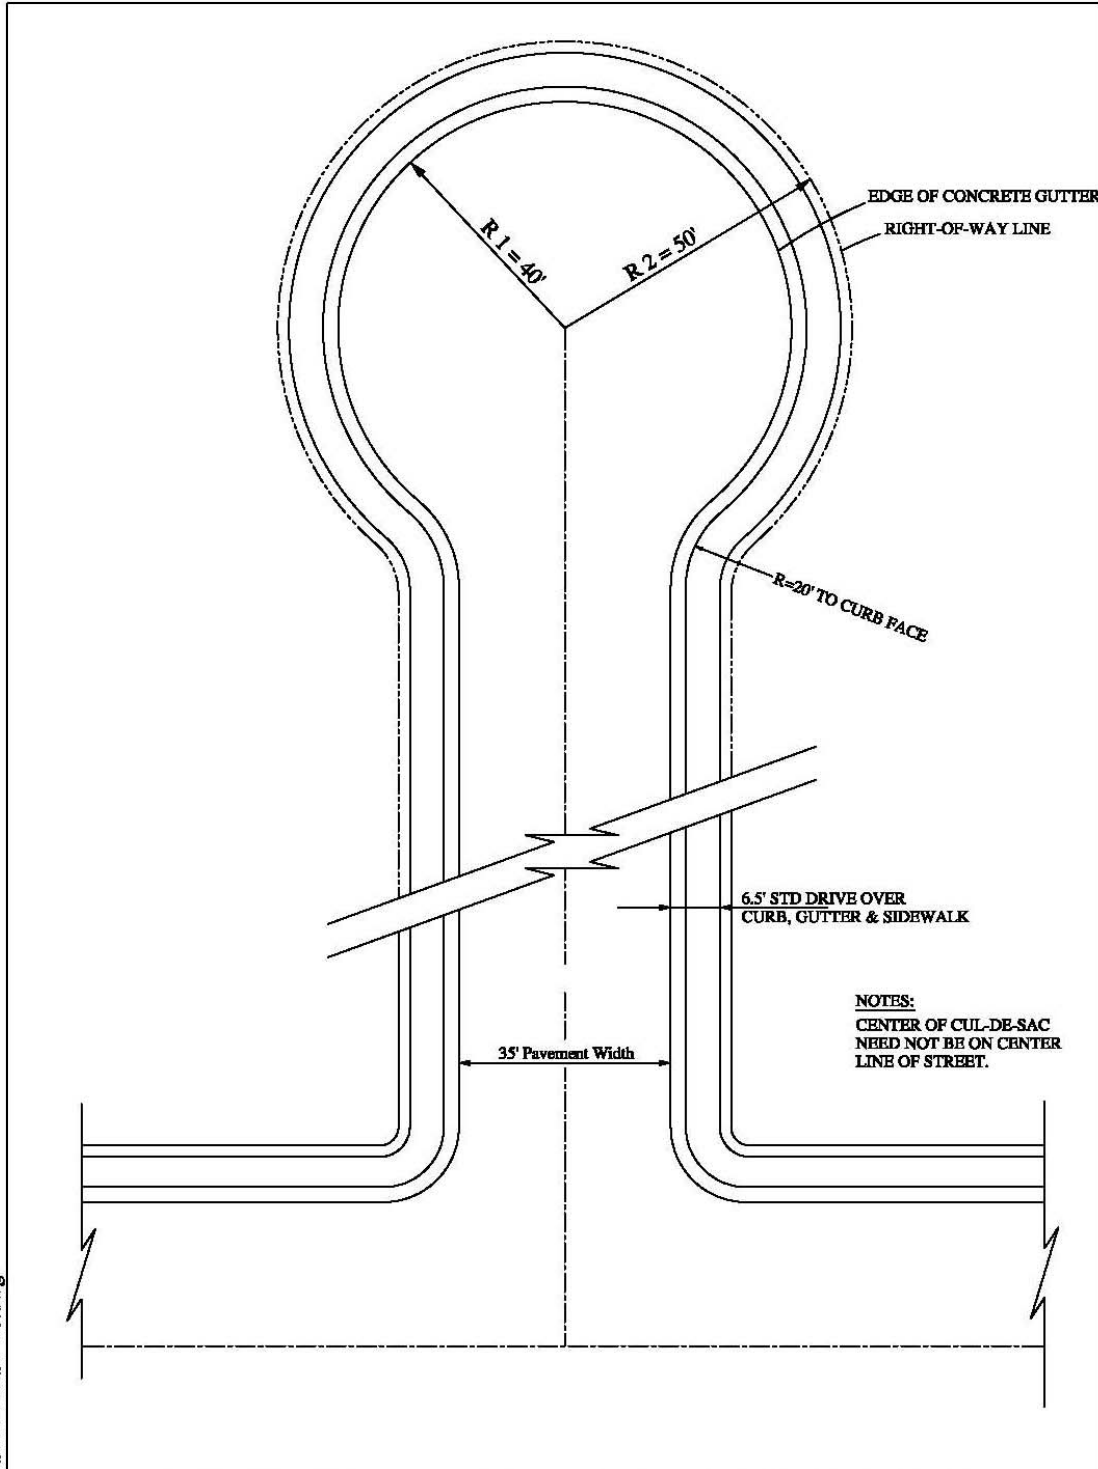 EDGE OF CONCRETE GUTTER
RIGHT-OF-WAY LINE
R 1 = 40'
R 2 = 50'
R=20' TO CURB FACE
6.5' STD DRIVE OVER
CURB, GUTTER & SIDEWALK
NOTES:
CENTER OF CUL-DE-SAC
NEED NOT BE ON CENTER
LINE OF STREET.
35' Pavement Width